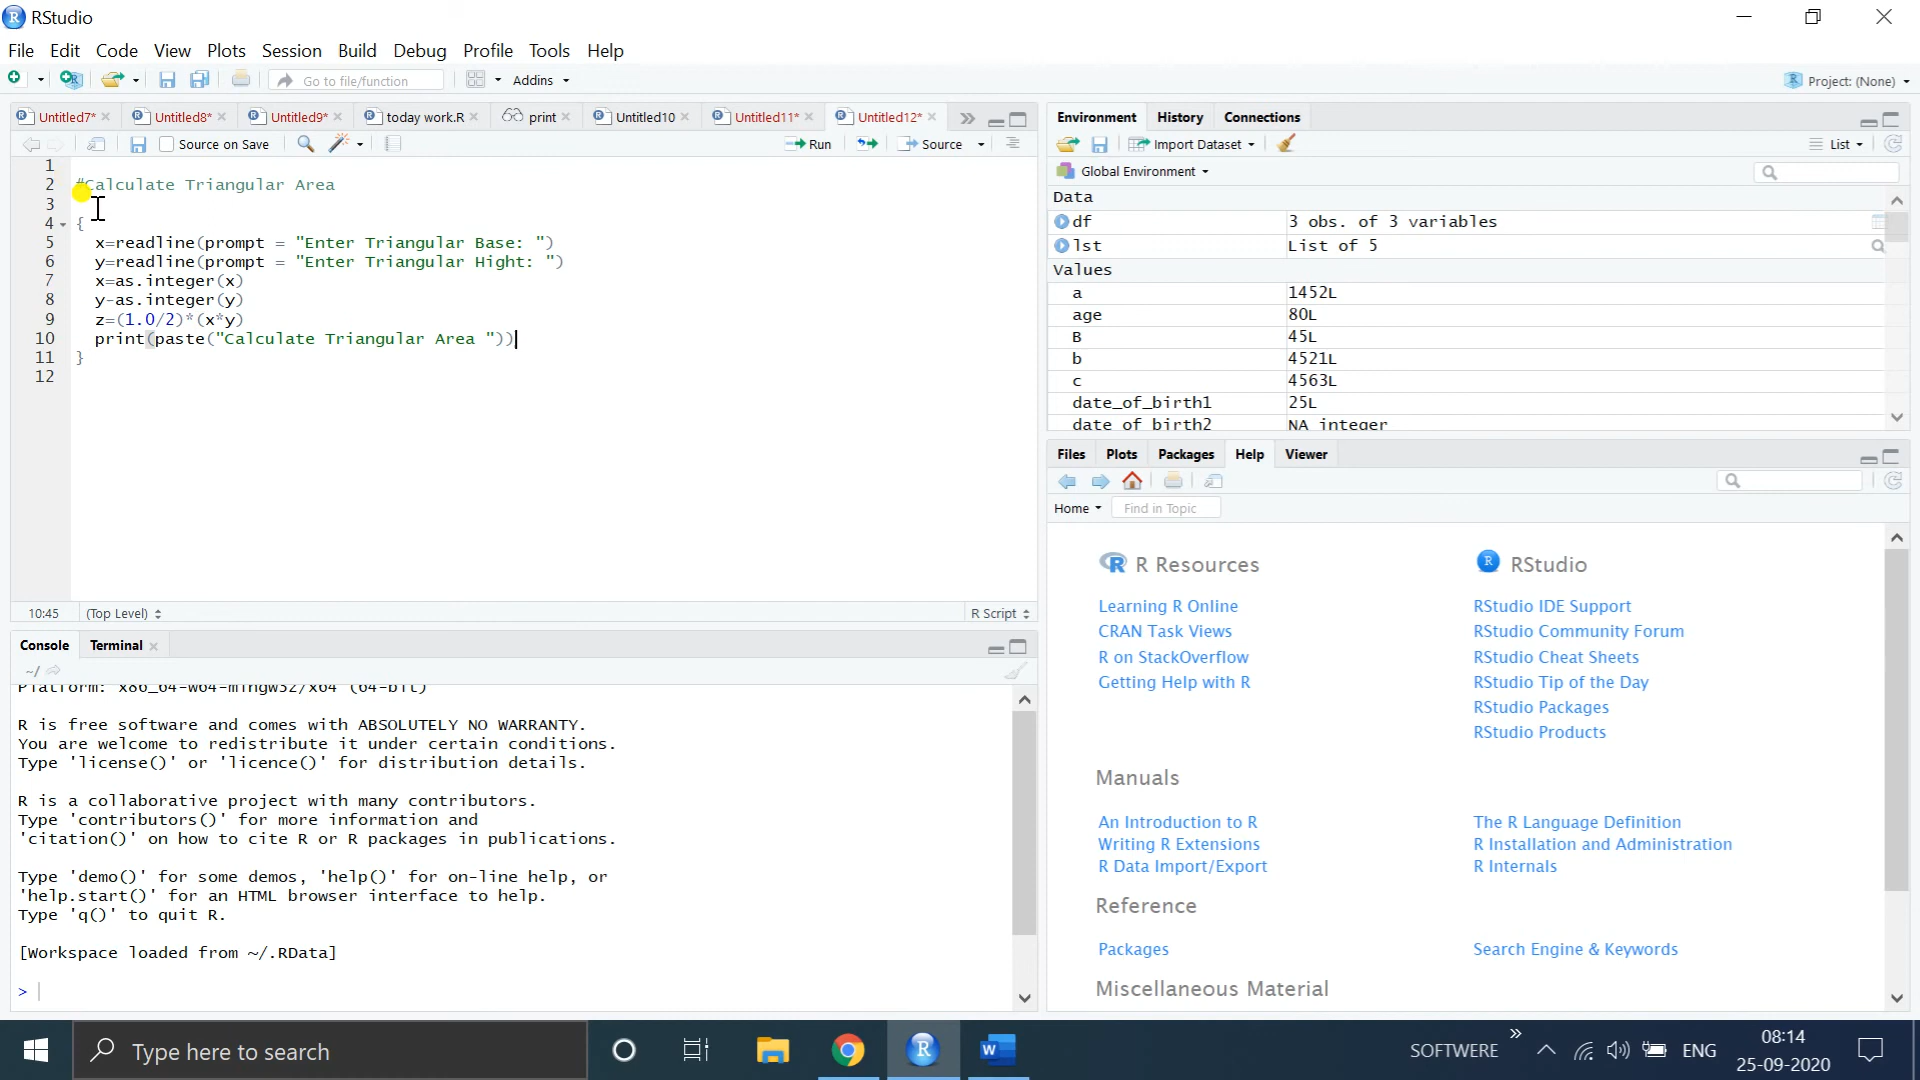 RStudio
File Edit Code View Plots Session Build Debug Profile Tools Help
Go to file/function Addins Project: (None)
Untitled7* Untitled8* Untitled9* today work.R print Untitled10 Untitled11* Untitled12*
Source on Save Run Source
1
2 #Calculate Triangular Area
3
4 {
5 x=readline(prompt = "Enter Triangular Base: ")
6 y=readline(prompt = "Enter Triangular Hight: ")
7 x=as.integer(x)
8 y-as.integer(y)
9 z=(1.0/2)*(x*y)
10 print(paste("Calculate Triangular Area "))
11 }
12
10:45 (Top Level) R Script
Console Terminal
~/
Platform: x86_64-w64-mingw32/x64 (64-bit)
R is free software and comes with ABSOLUTELY NO WARRANTY.
You are welcome to redistribute it under certain conditions.
Type 'license()' or 'licence()' for distribution details.
R is a collaborative project with many contributors.
Type 'contributors()' for more information and
'citation()' on how to cite R or R packages in publications.
Type 'demo()' for some demos, 'help()' for on-line help, or
'help.start()' for an HTML browser interface to help.
Type 'q()' to quit R.
[Workspace loaded from ~/.RData]
>
Environment History Connections
Import Dataset List
Global Environment
Data
df 3 obs. of 3 variables
lst List of 5
Values
a 1452L
age 80L
B 45L
b 4521L
c 4563L
date_of_birth1 25L
date_of_birth2 NA_integer
Files Plots Packages Help Viewer
Home Find in Topic
R Resources
Learning R Online
CRAN Task Views
R on StackOverflow
Getting Help with R
RStudio
RStudio IDE Support
RStudio Community Forum
RStudio Cheat Sheets
RStudio Tip of the Day
RStudio Packages
RStudio Products
Manuals
An Introduction to R The R Language Definition
Writing R Extensions R Installation and Administration
R Data Import/Export R Internals
Reference
Packages Search Engine & Keywords
Miscellaneous Material
Type here to search
SOFTWERE ENG 08:14
25-09-2020